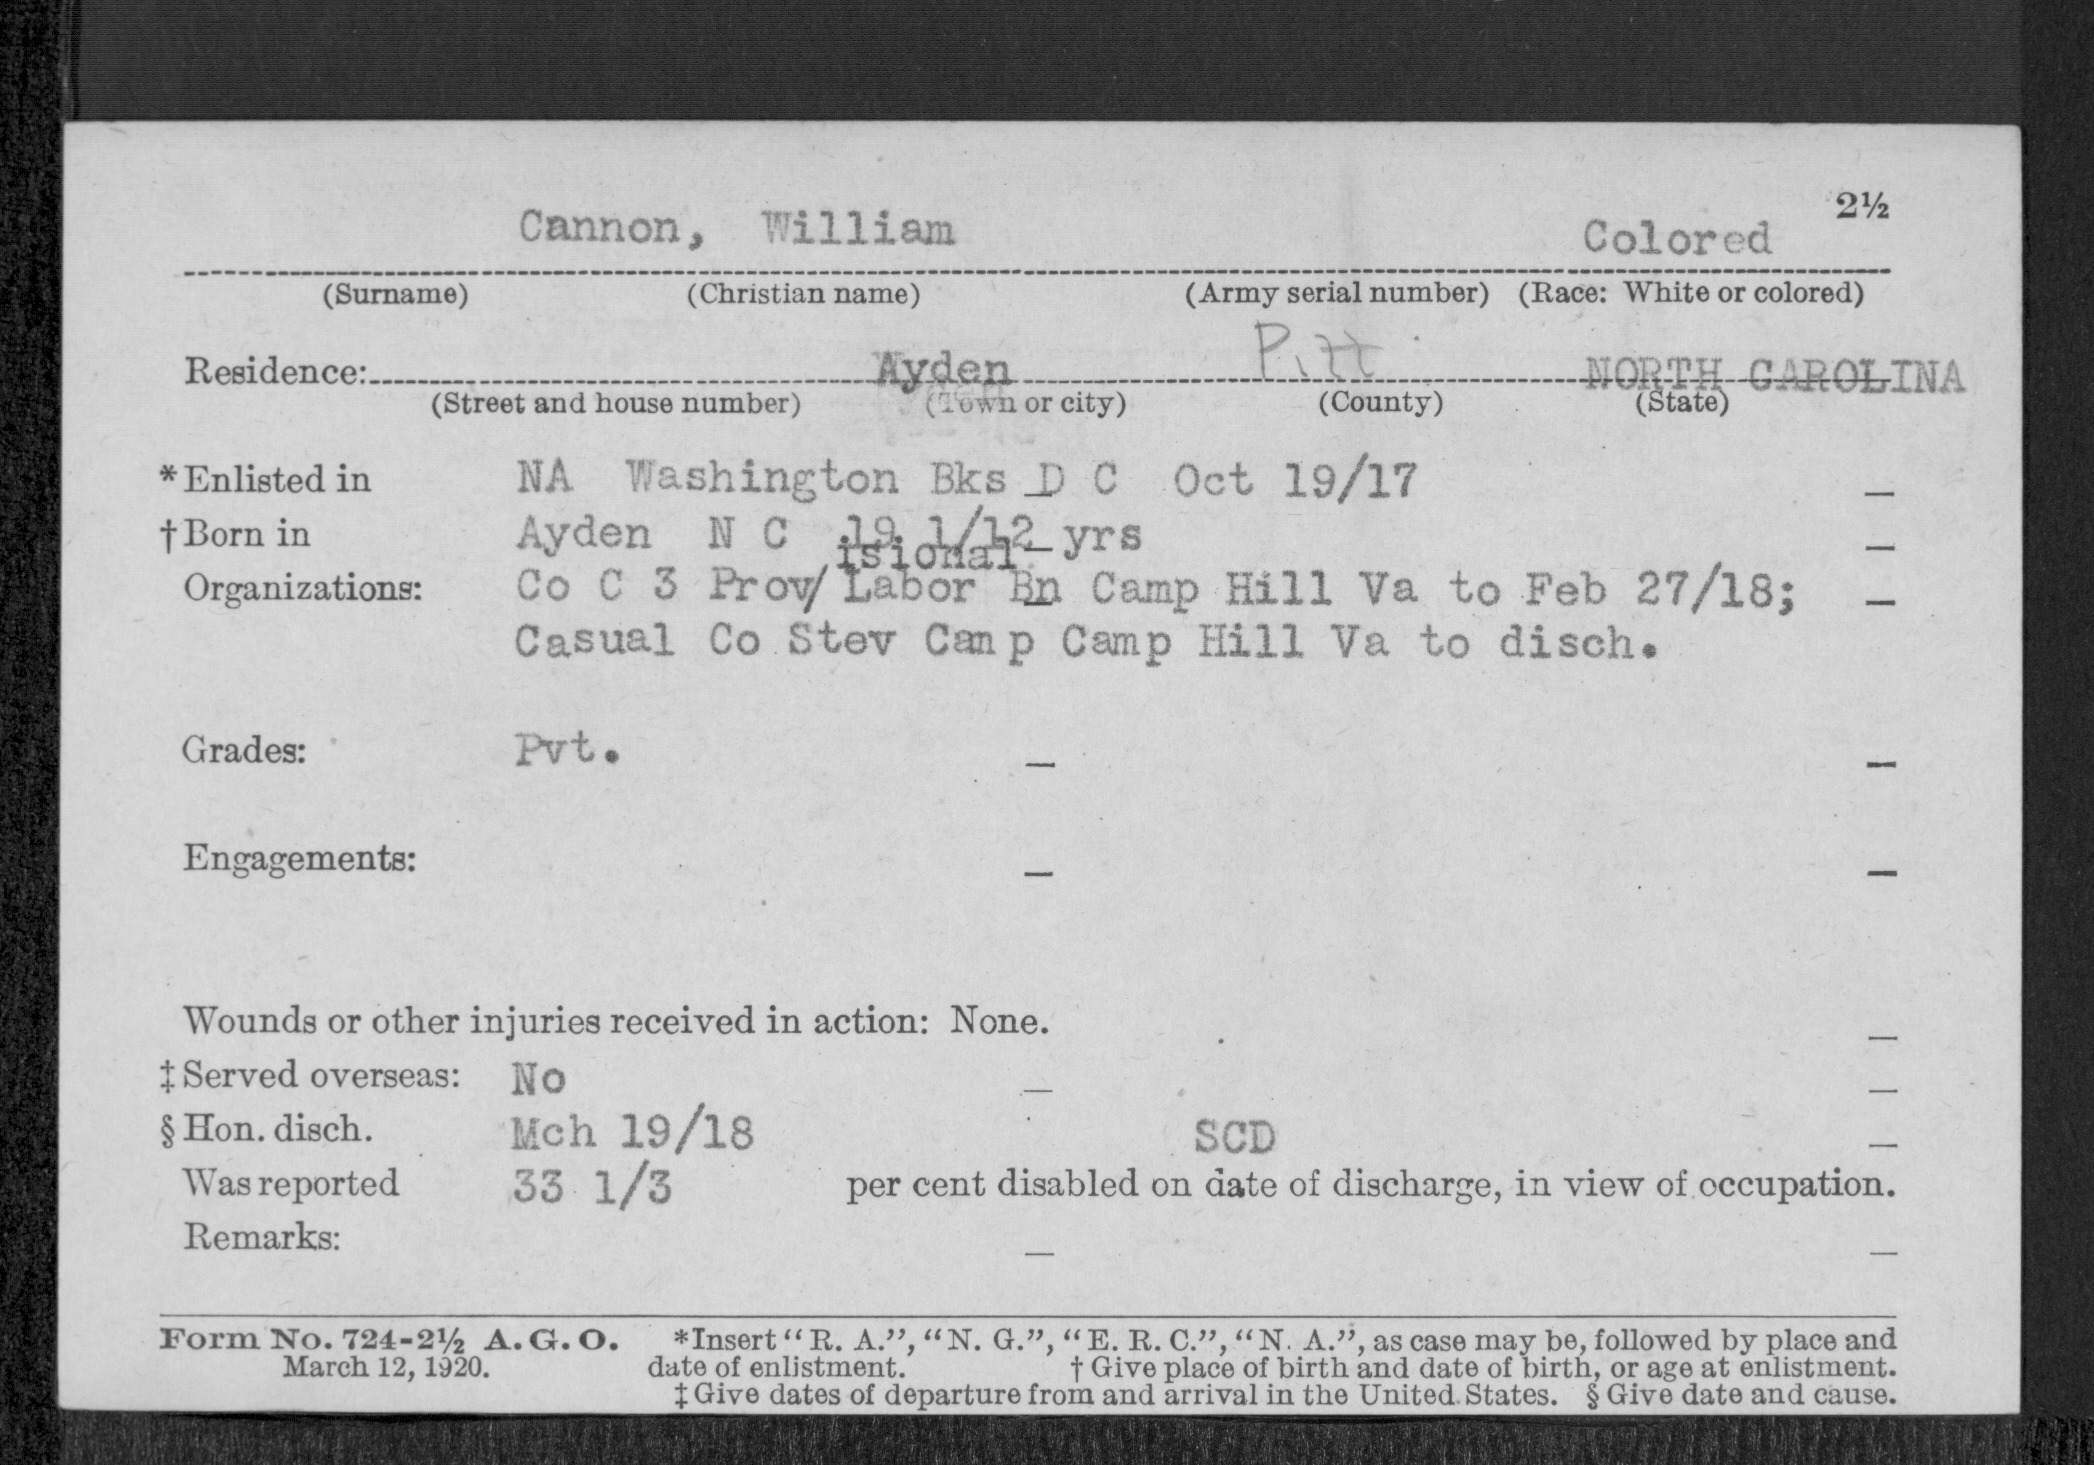 2½
Cannon, William Colored
(Surname) (Christian name) (Army serial number) (Race: White or colored)
Residence: Ayden Pitt NORTH CAROLINA
(Street and house number) (Town or city) (County) (State)
*Enlisted in NA Washington Bks D C Oct 19/17
†Born in Ayden N C 19 1/12 yrs
isional
Organizations: Co C 3 Prov/ Labor Bn Camp Hill Va to Feb 27/18;
Casual Co Stev Camp Camp Hill Va to disch.
Grades: Pvt.
Engagements:
Wounds or other injuries received in action: None.
‡Served overseas: No
§Hon. disch. Mch 19/18 SCD
Was reported 33 1/3 per cent disabled on date of discharge, in view of occupation.
Remarks:
Form No. 724-2½ A. G. O. *Insert "R. A.", "N. G.", "E. R. C.", "N. A.", as case may be, followed by place and
March 12, 1920. date of enlistment. †Give place of birth and date of birth, or age at enlistment.
‡Give dates of departure from and arrival in the United States. §Give date and cause.